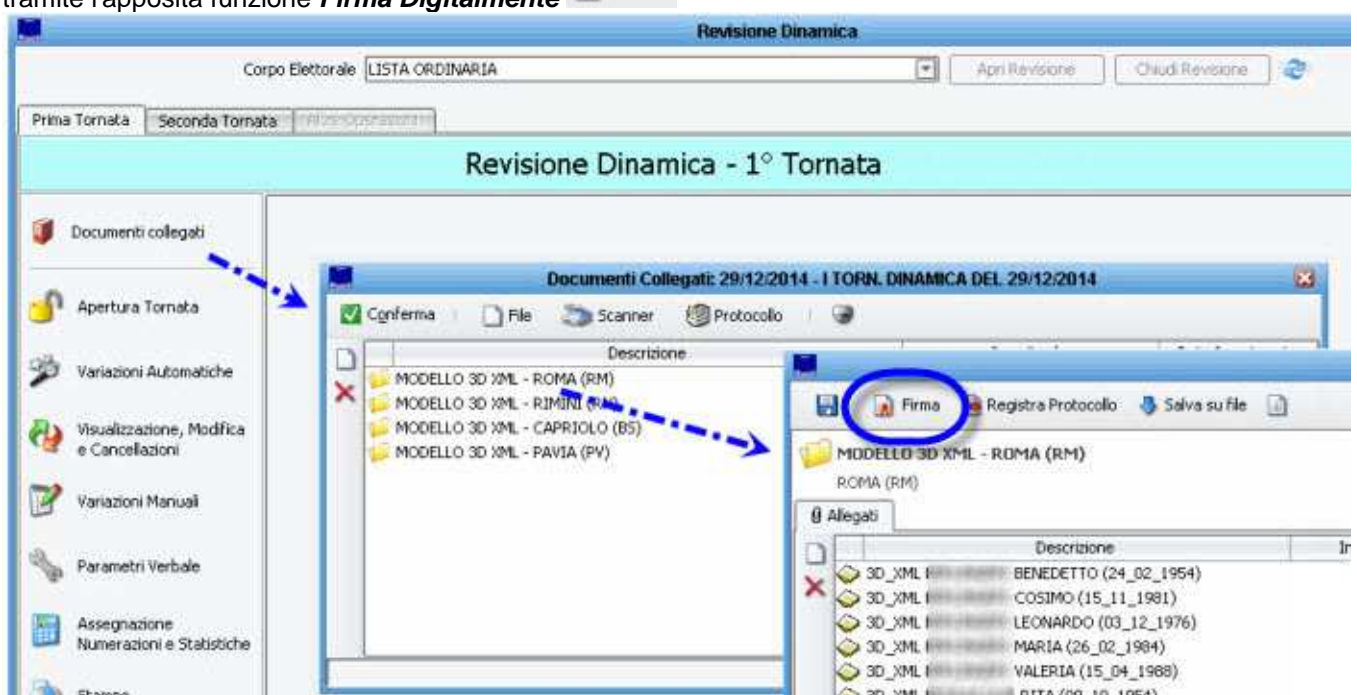 tramite l'apposita funzione Firma Digitalmente
Revisione Dinamica
Corpo Elettorale LISTA ORDINARIA Apri Revisione Chiudi Revisione
Prima Tornata Seconda Tornata
Revisione Dinamica - 1° Tornata
Documenti collegati
Apertura Tornata
Variazioni Automatiche
Visualizzazione, Modifica
e Cancellazioni
Variazioni Manuali
Parametri Verbale
Assegnazione
Numerazioni e Statistiche
Stampe
Documenti Collegati: 29/12/2014 - I TORN. DINAMICA DEL 29/12/2014
Conferma File Scanner Protocollo
Descrizione
MODELLO 3D XML - ROMA (RM)
MODELLO 3D XML - RIMINI (RN)
MODELLO 3D XML - CAPRIOLO (BS)
MODELLO 3D XML - PAVIA (PV)
Firma Registra Protocollo Salva su file
MODELLO 3D XML - ROMA (RM)
ROMA (RM)
Allegati
Descrizione
3D_XML BENEDETTO (24_02_1954)
3D_XML COSIMO (15_11_1981)
3D_XML LEONARDO (03_12_1976)
3D_XML MARIA (26_02_1984)
3D_XML VALERIA (15_04_1988)
3D_XML RITA